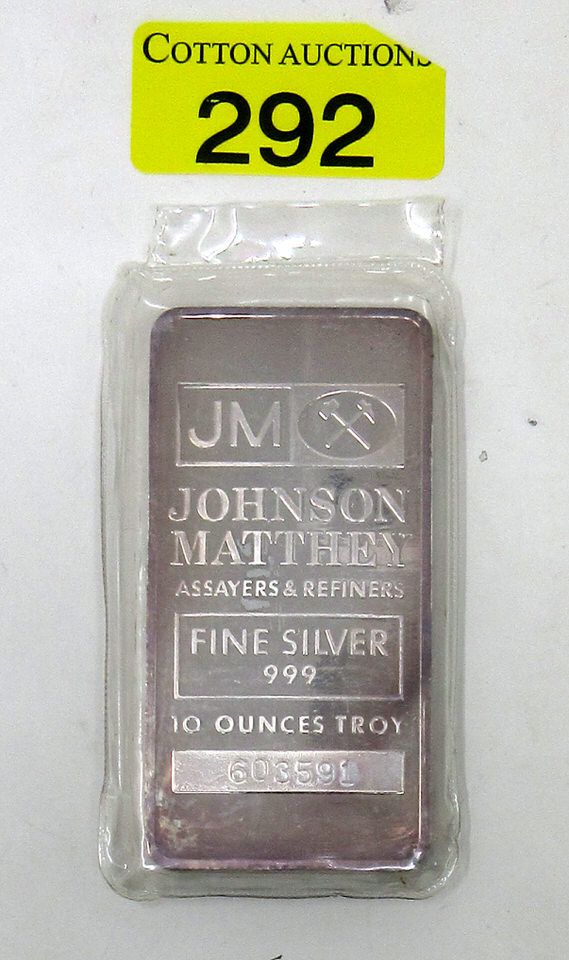 COTTON AUCTIONS
292
JM
JOHNSON
MATTHEY
ASSAYERS & REFINERS
FINE SILVER
999
10 OUNCES TROY
603591